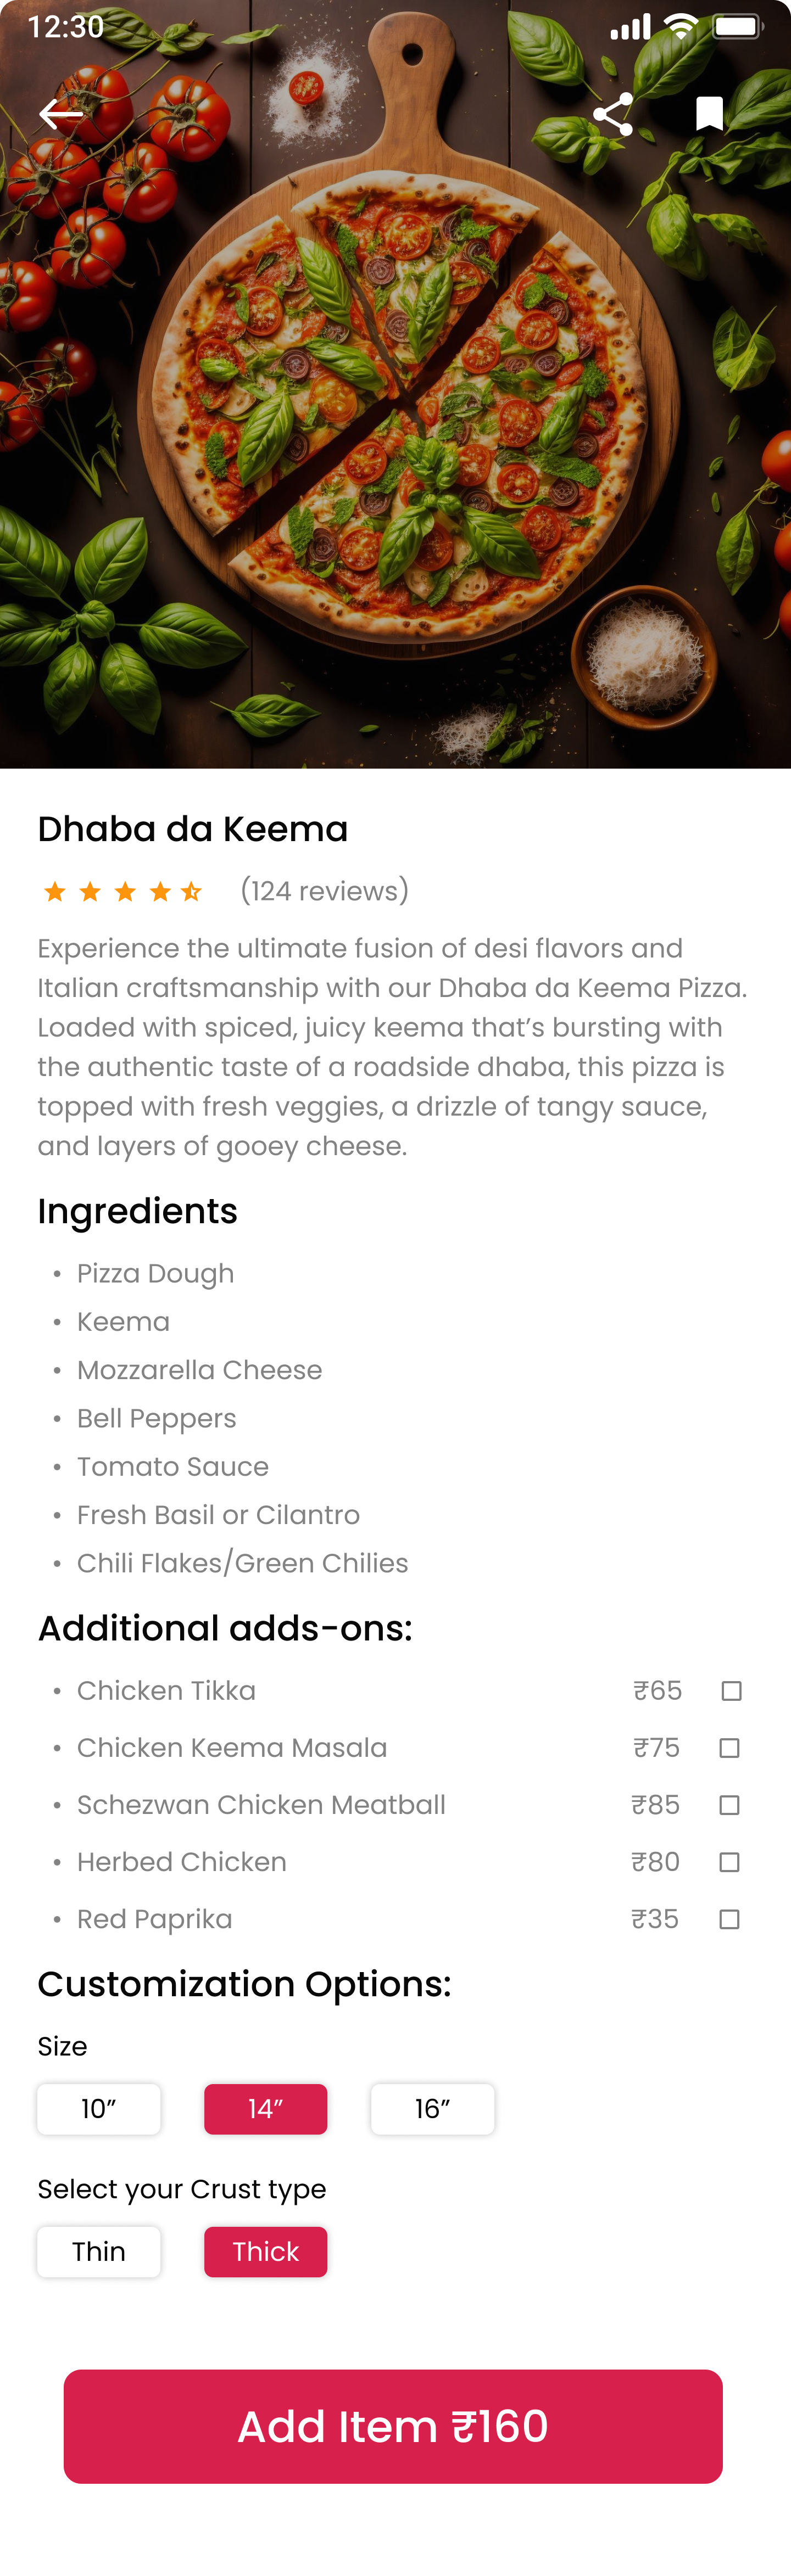 12:30
Dhaba da Keema
(124 reviews)
Experience the ultimate fusion of desi flavors and
Italian craftsmanship with our Dhaba da Keema Pizza.
Loaded with spiced, juicy keema that’s bursting with
the authentic taste of a roadside dhaba, this pizza is
topped with fresh veggies, a drizzle of tangy sauce,
and layers of gooey cheese.
Ingredients
• Pizza Dough
• Keema
• Mozzarella Cheese
• Bell Peppers
• Tomato Sauce
• Fresh Basil or Cilantro
• Chili Flakes/Green Chilies
Additional adds-ons:
• Chicken Tikka ₹65
• Chicken Keema Masala ₹75
• Schezwan Chicken Meatball ₹85
• Herbed Chicken ₹80
• Red Paprika ₹35
Customization Options:
Size
10” 14” 16”
Select your Crust type
Thin Thick
Add Item ₹160